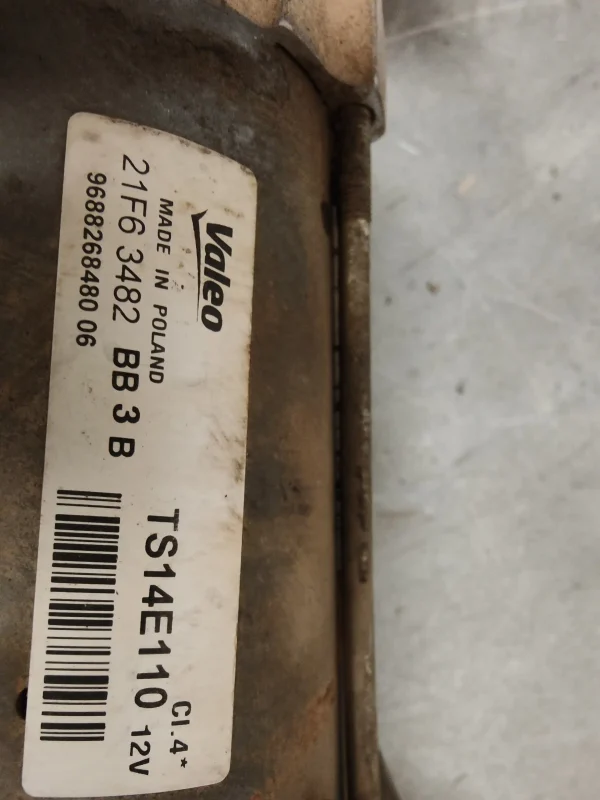 Valeo
MADE IN POLAND
21F6 3482 BB 3 B
9688268480 06
TS14E110
Cl.4*
12V